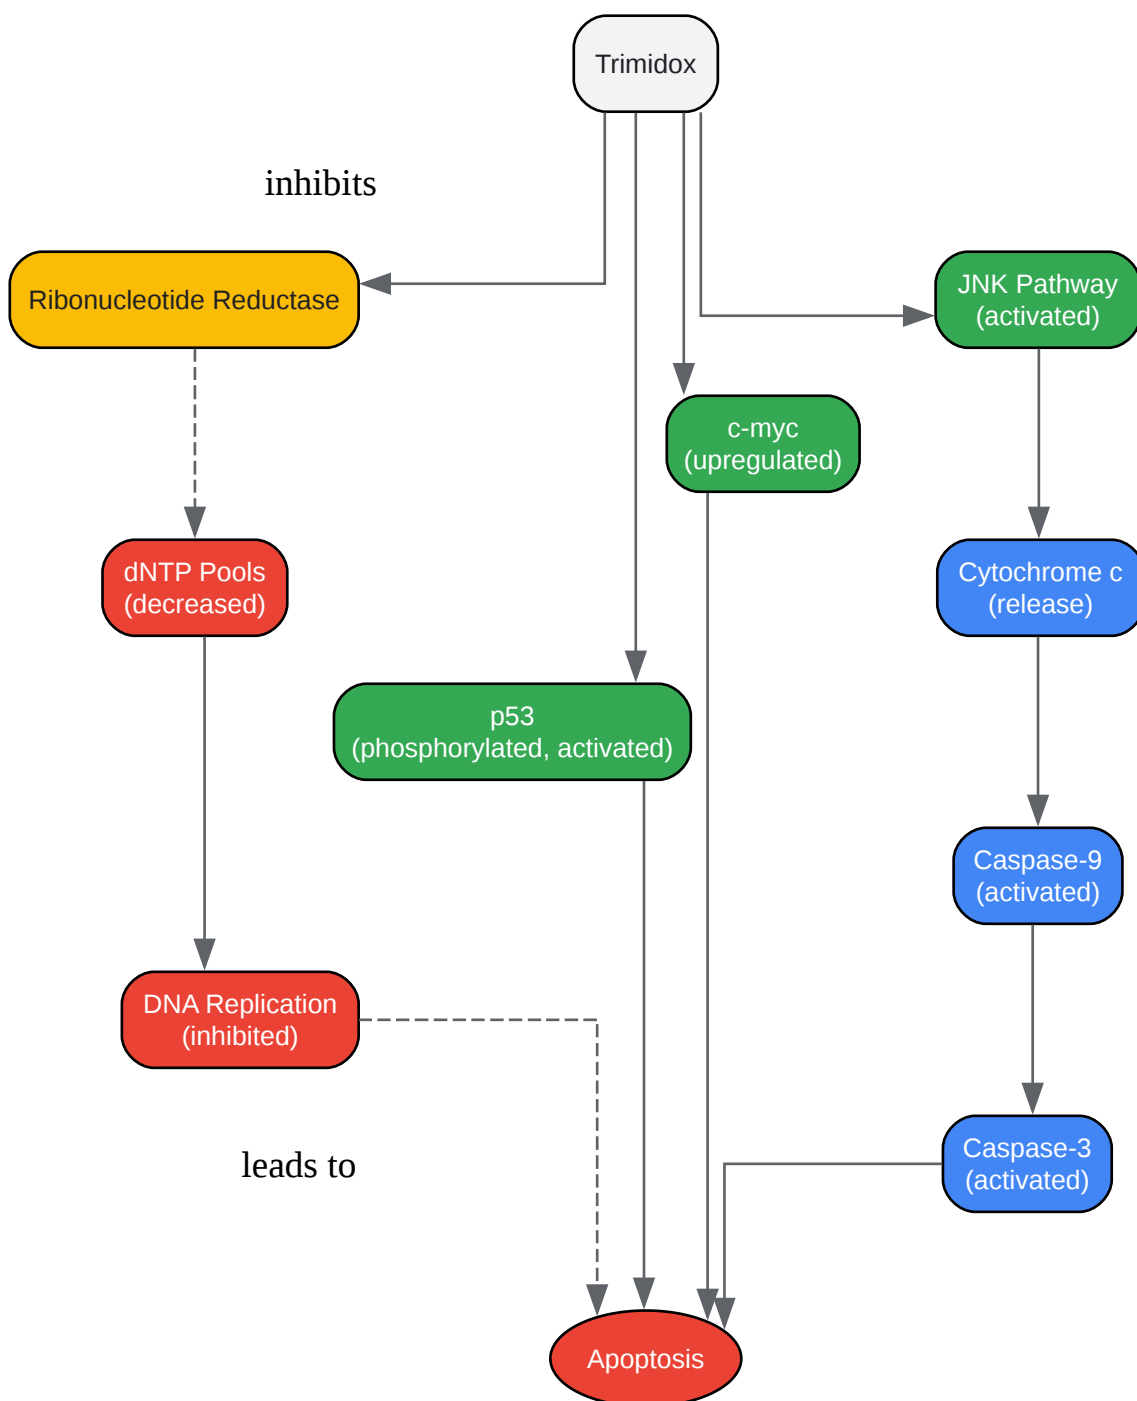 Trimidox
inhibits
Ribonucleotide Reductase
JNK Pathway
(activated)
c-myc
(upregulated)
dNTP Pools
(decreased)
Cytochrome c
(release)
p53
(phosphorylated, activated)
Caspase-9
(activated)
DNA Replication
(inhibited)
leads to
Caspase-3
(activated)
Apoptosis